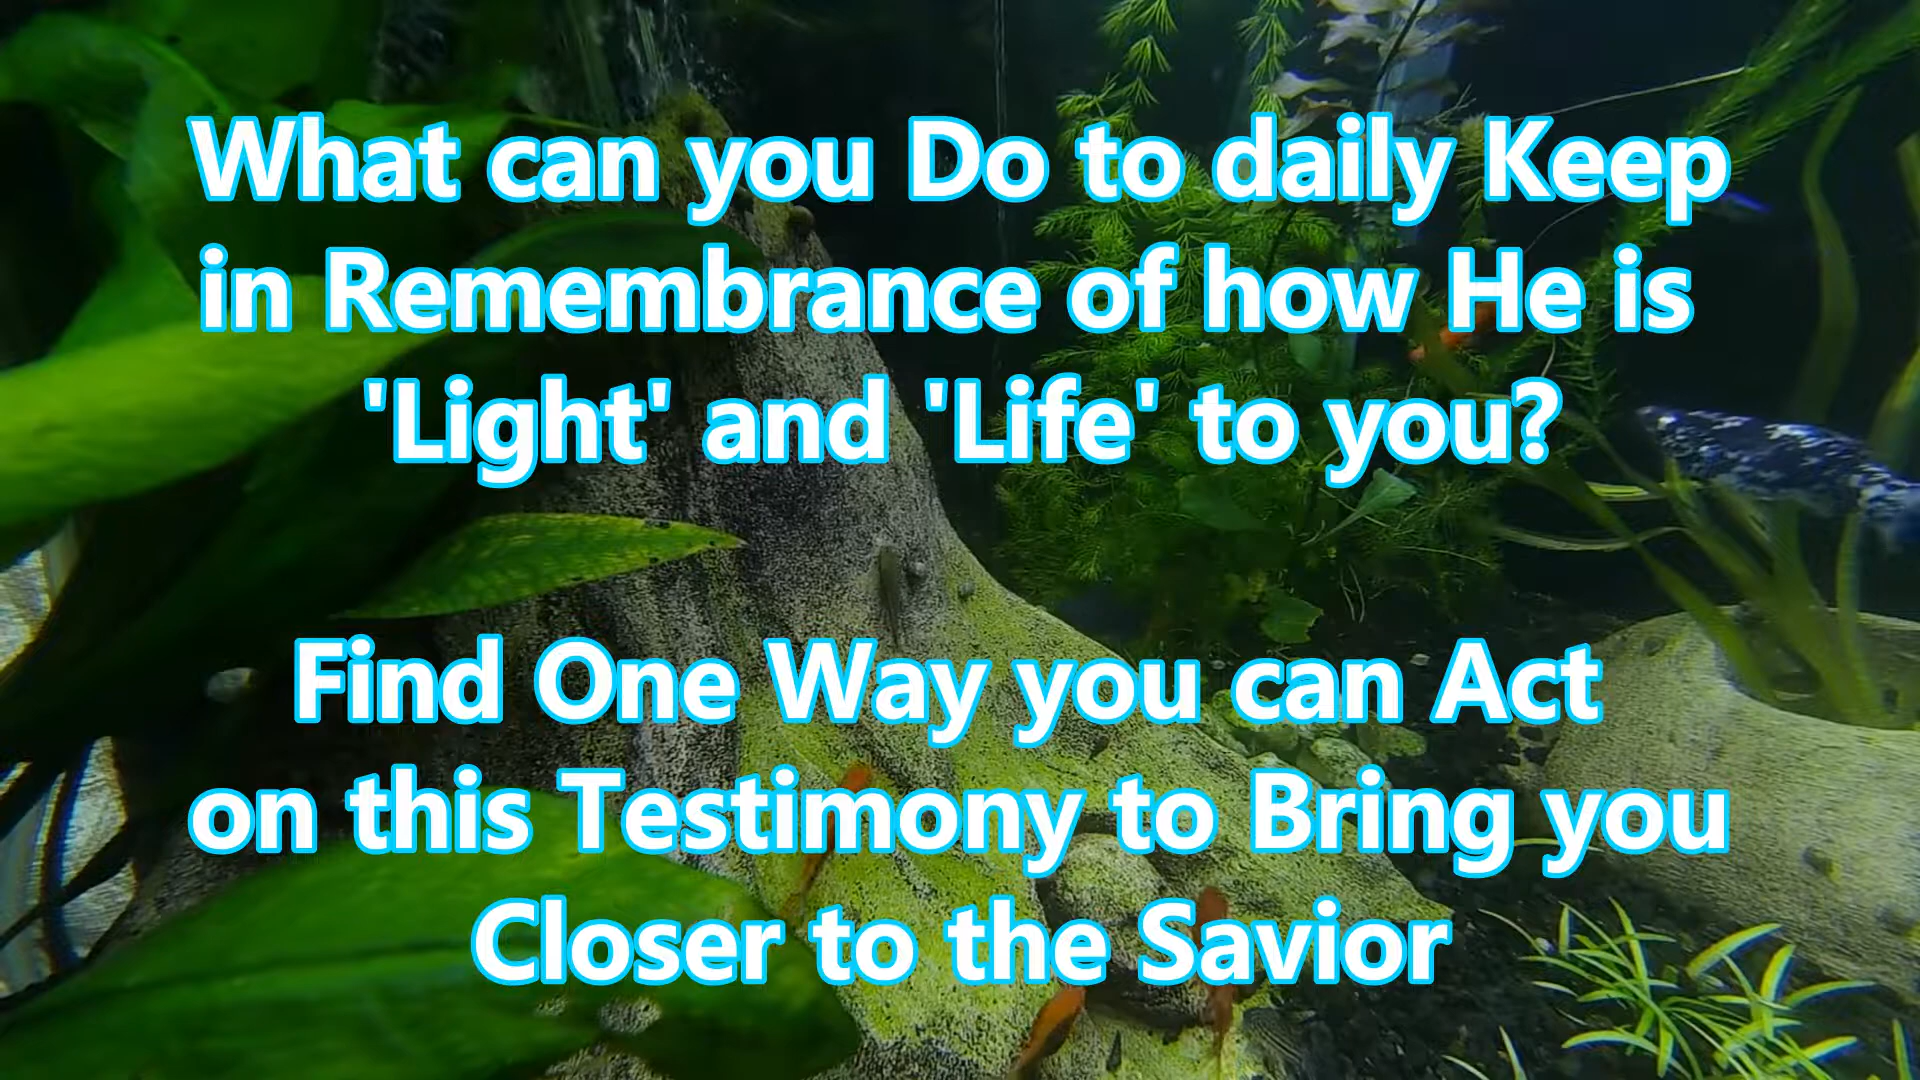 What can you Do to daily Keep
in Remembrance of how He is
'Light' and 'Life' to you?
Find One Way you can Act
on this Testimony to Bring you
Closer to the Savior